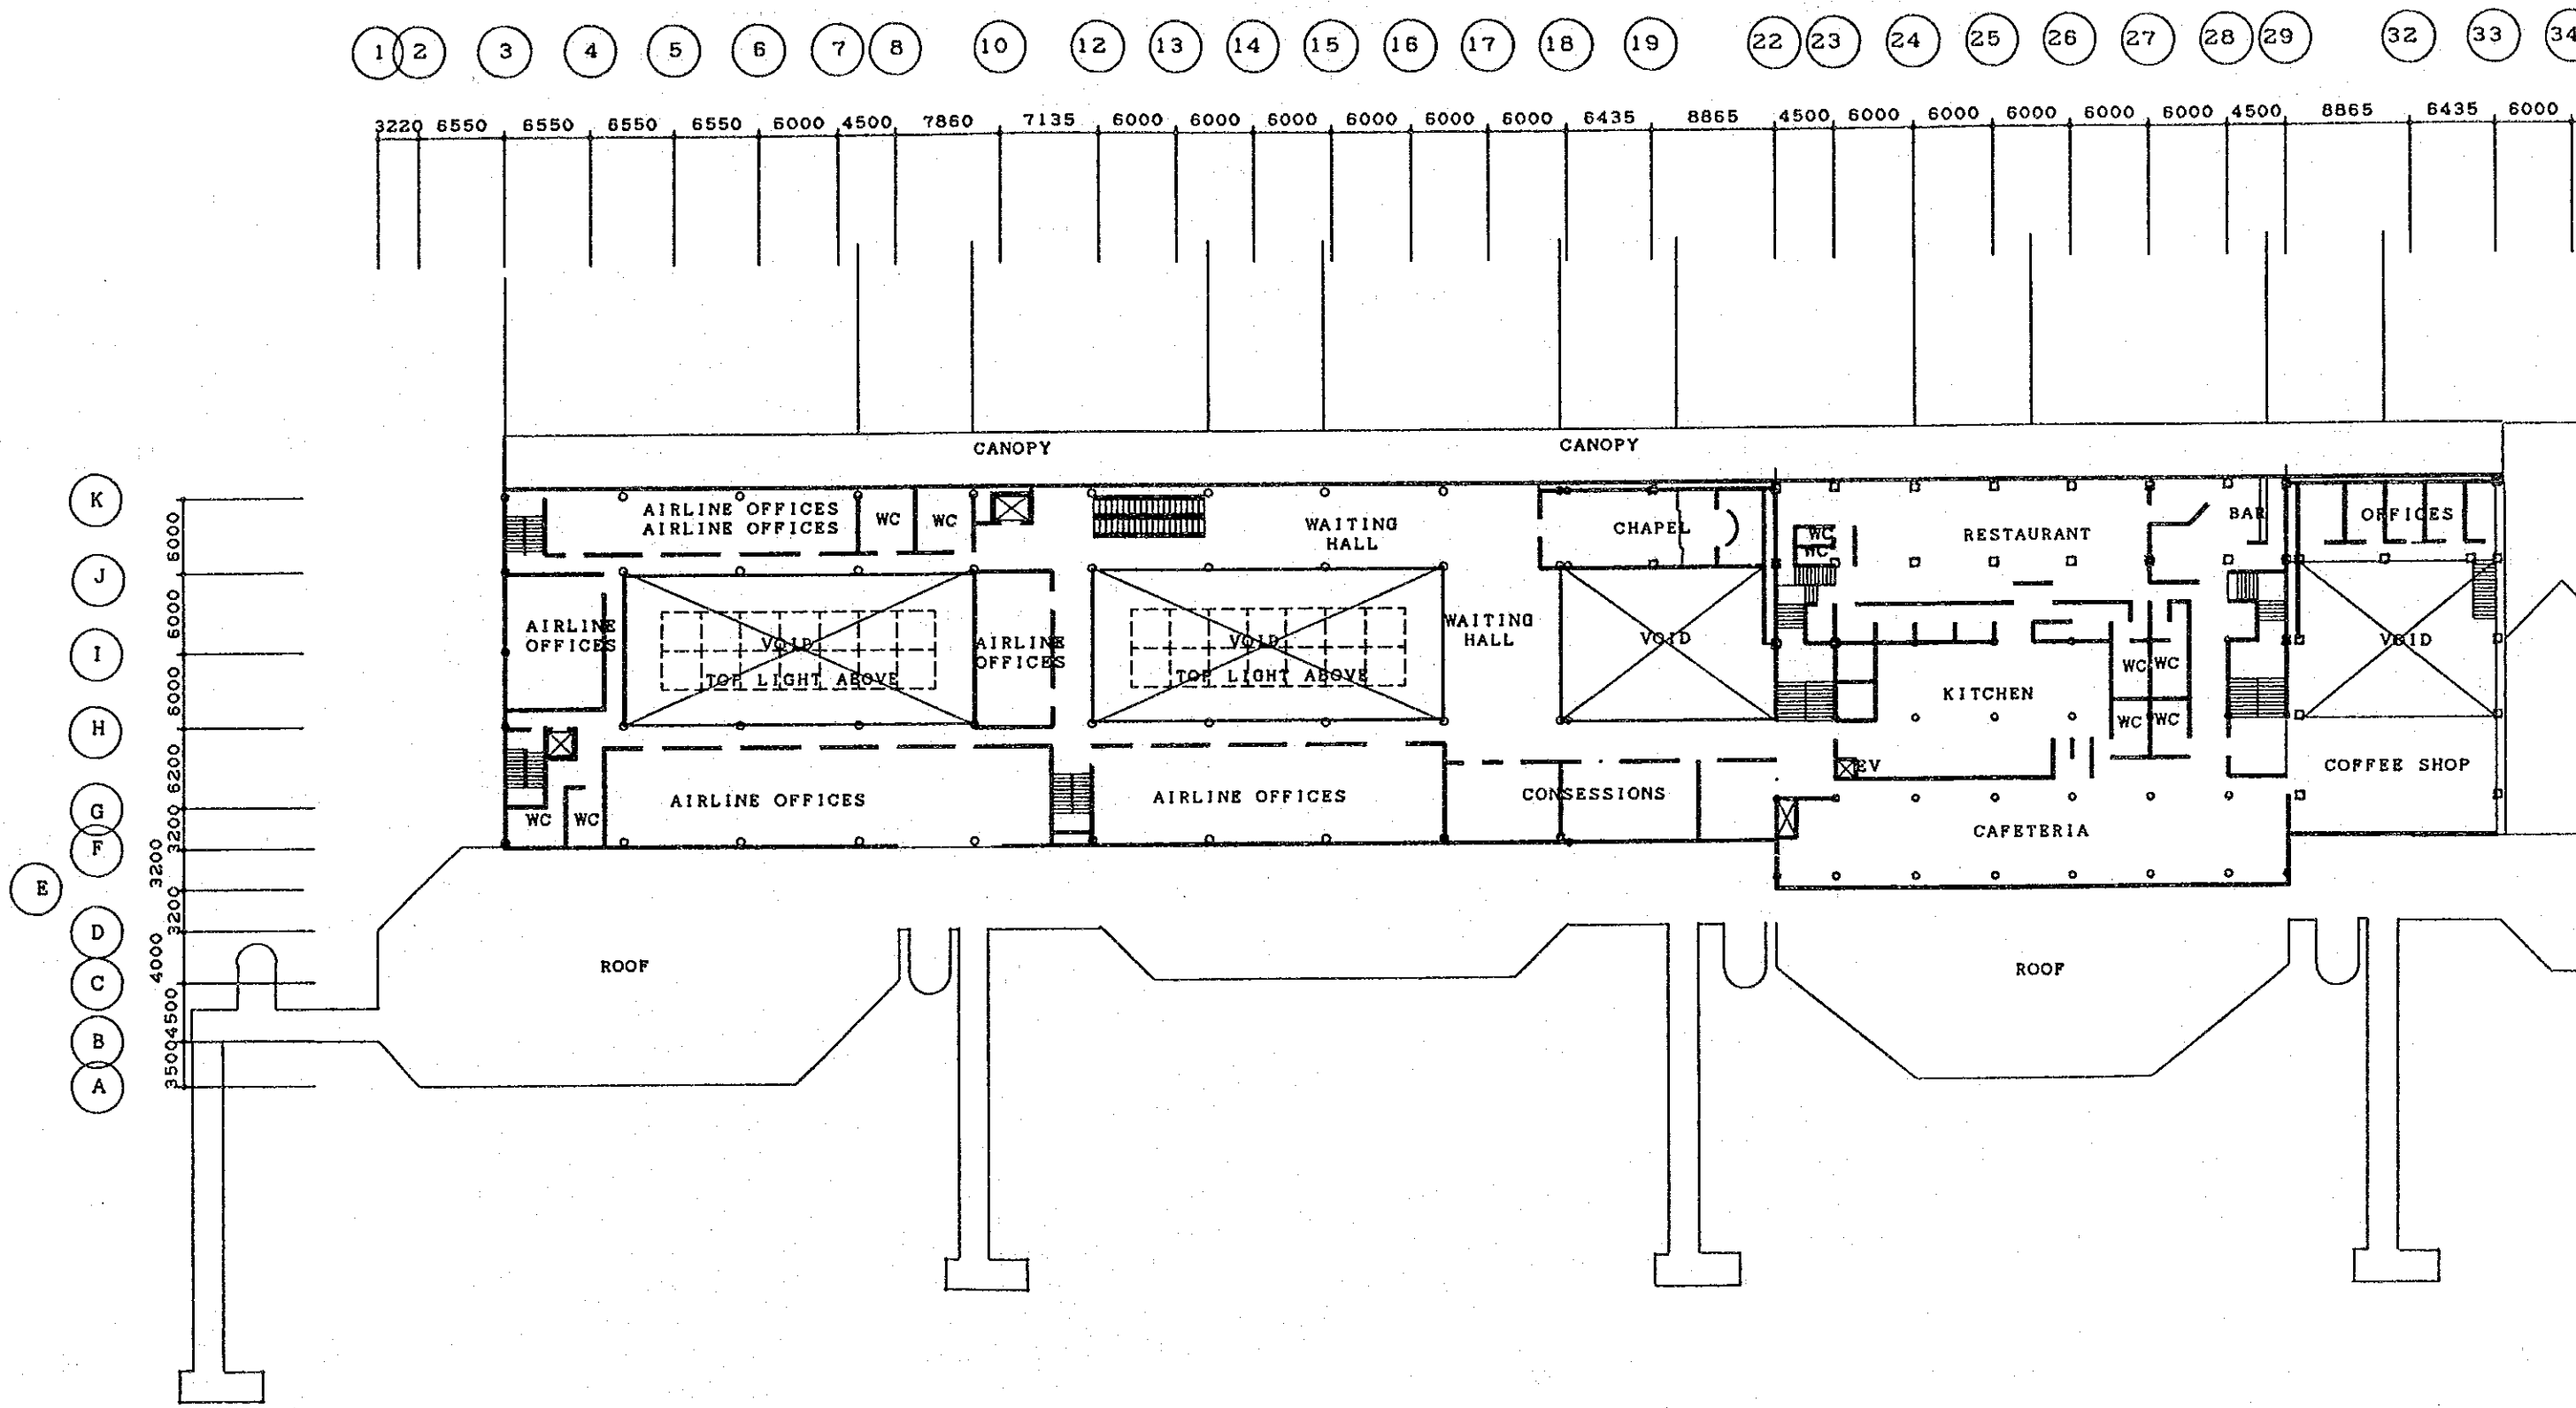 1 2 3 4 5 6 7 8 10 12 13 14 15 16 17 18 19 22 23 24 25 26 27 28 29 32 33 34
3220 6550 6550 6550 6550 6000 4500 7860 7135 6000 6000 6000 6000 6000 6000 6435 8865 4500 6000 6000 6000 6000 6000 4500 8865 6435 6000
CANOPY
CANOPY
K
6000
J
6000
I
6000
H
6200
G
3200
F
3200
E
3200
D
4000
C
4500
B
3500
A
AIRLINE OFFICES
AIRLINE OFFICES
WC
WC
WAITING
HALL
CHAPEL
WC
WC
RESTAURANT
BAR
OFFICES
AIRLINE
OFFICES
VOID
TOP LIGHT ABOVE
AIRLINE
OFFICES
VOID
TOP LIGHT ABOVE
WAITING
HALL
VOID
KITCHEN
WC
WC
WC
WC
VOID
AIRLINE OFFICES
WC
WC
AIRLINE OFFICES
CONSESSIONS
EV
CAFETERIA
COFFEE SHOP
ROOF
ROOF